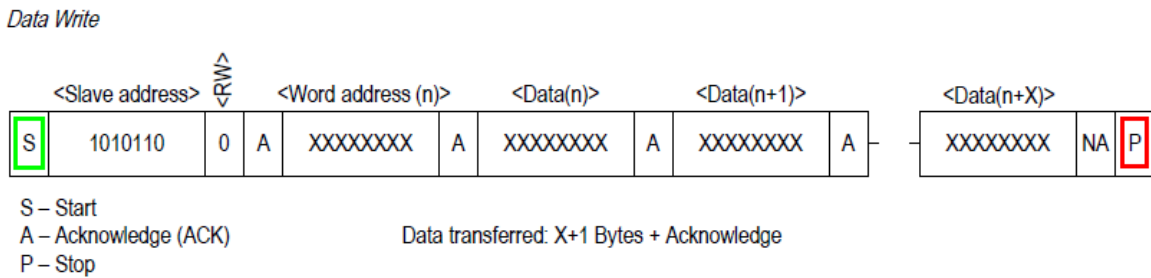 Data Write
<Slave address> <RW> <Word address (n)> <Data(n)> <Data(n+1)> <Data(n+X)>
S 1010110 0 A XXXXXXXX A XXXXXXXX A XXXXXXXX A XXXXXXXX NA P
S – Start
A – Acknowledge (ACK) Data transferred: X+1 Bytes + Acknowledge
P – Stop